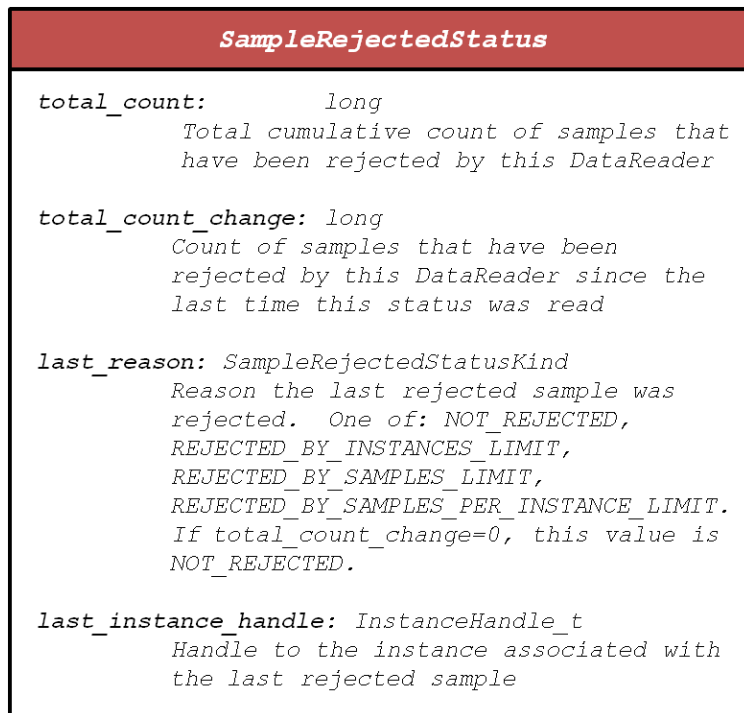 SampleRejectedStatus
total_count: long
Total cumulative count of samples that
have been rejected by this DataReader
total_count_change: long
Count of samples that have been
rejected by this DataReader since the
last time this status was read
last_reason: SampleRejectedStatusKind
Reason the last rejected sample was
rejected. One of: NOT_REJECTED,
REJECTED_BY_INSTANCES_LIMIT,
REJECTED_BY_SAMPLES_LIMIT,
REJECTED_BY_SAMPLES_PER_INSTANCE_LIMIT.
If total_count_change=0, this value is
NOT_REJECTED.
last_instance_handle: InstanceHandle_t
Handle to the instance associated with
the last rejected sample